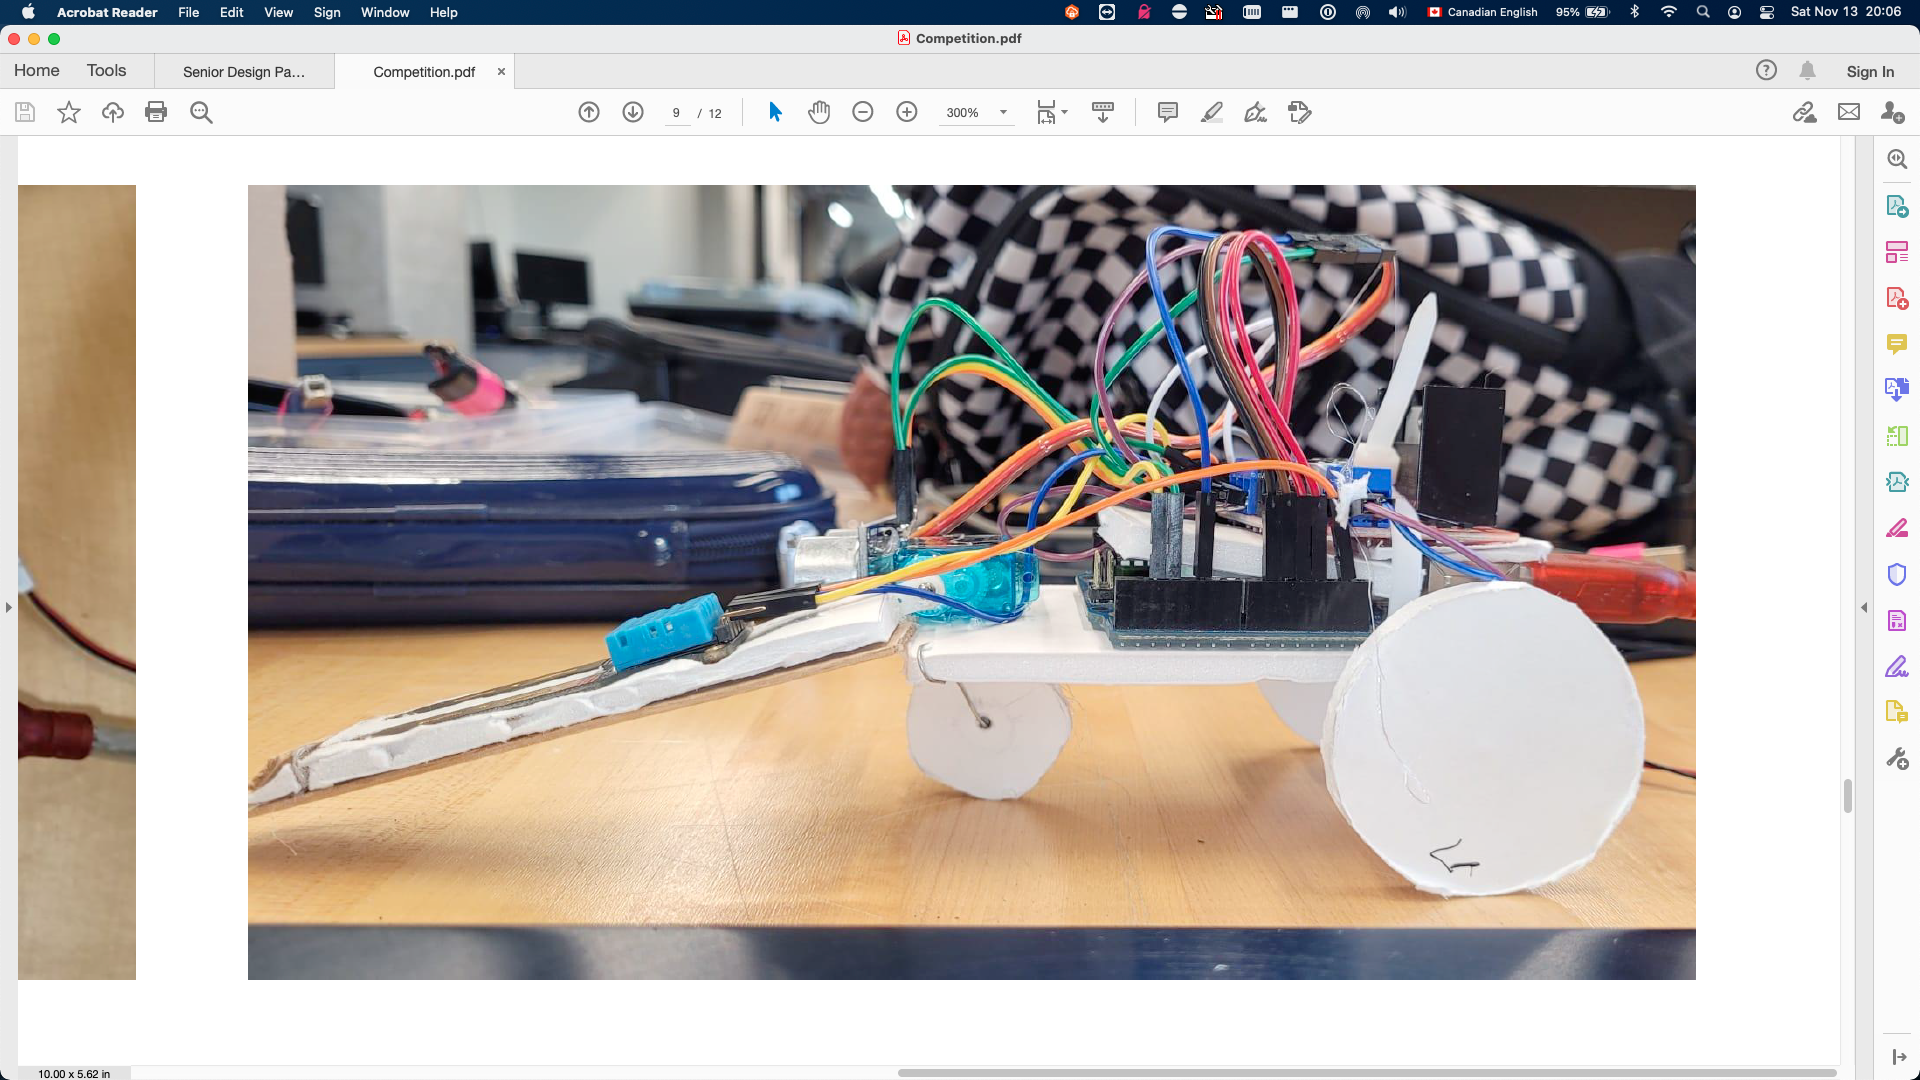 Acrobat Reader File Edit View Sign Window Help Canadian English 95% Sat Nov 13 20:06
Competition.pdf
Home Tools Senior Design Pa... Competition.pdf Sign In
9 / 12 300%
10.00 x 5.62 in